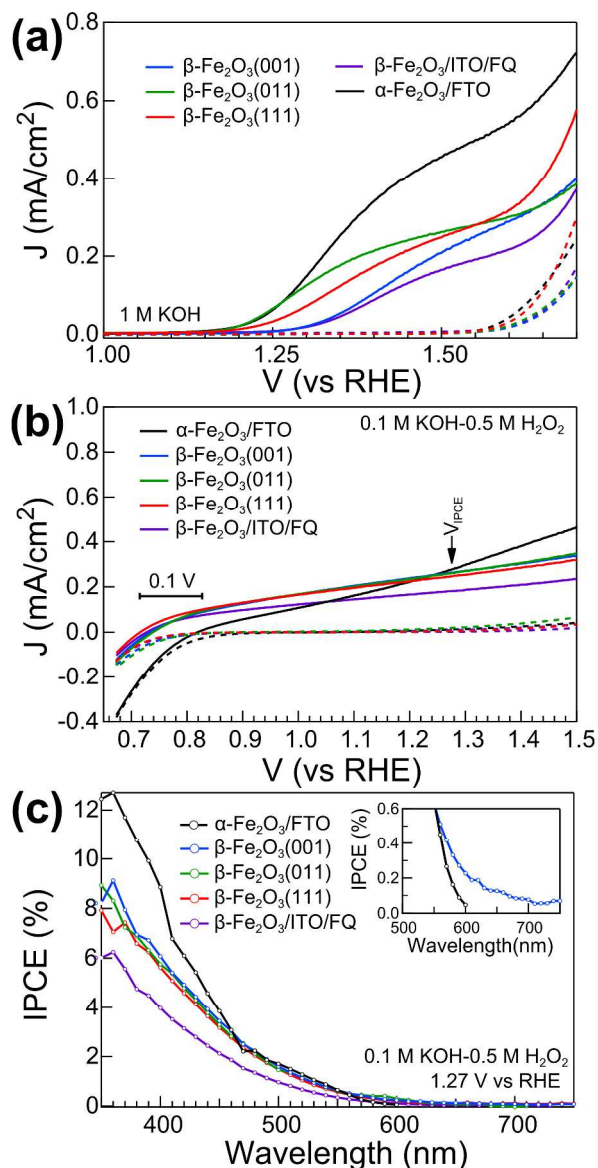 (a)
0.8
0.6
0.4
0.2
0.0
J (mA/cm²)
β-Fe₂O₃(001)
β-Fe₂O₃(011)
β-Fe₂O₃(111)
β-Fe₂O₃/ITO/FQ
α-Fe₂O₃/FTO
1 M KOH
1.00 1.25 1.50
V (vs RHE)
(b)
1.0
0.8
0.6
0.4
0.2
0.0
-0.2
-0.4
J (mA/cm²)
α-Fe₂O₃/FTO
β-Fe₂O₃(001)
β-Fe₂O₃(011)
β-Fe₂O₃(111)
β-Fe₂O₃/ITO/FQ
0.1 M KOH-0.5 M H₂O₂
V_IPCE
0.1 V
0.7 0.8 0.9 1.0 1.1 1.2 1.3 1.4 1.5
V (vs RHE)
(c)
12
10
8
6
4
2
0
IPCE (%)
α-Fe₂O₃/FTO
β-Fe₂O₃(001)
β-Fe₂O₃(011)
β-Fe₂O₃(111)
β-Fe₂O₃/ITO/FQ
0.6
0.4
0.2
0.0
IPCE (%)
500 600 700
Wavelength(nm)
0.1 M KOH-0.5 M H₂O₂
1.27 V vs RHE
400 500 600 700
Wavelength (nm)